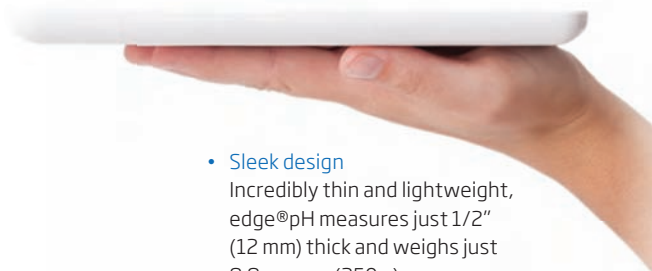 • Sleek design
Incredibly thin and lightweight,
edge®pH measures just 1/2”
(12 mm) thick and weighs just